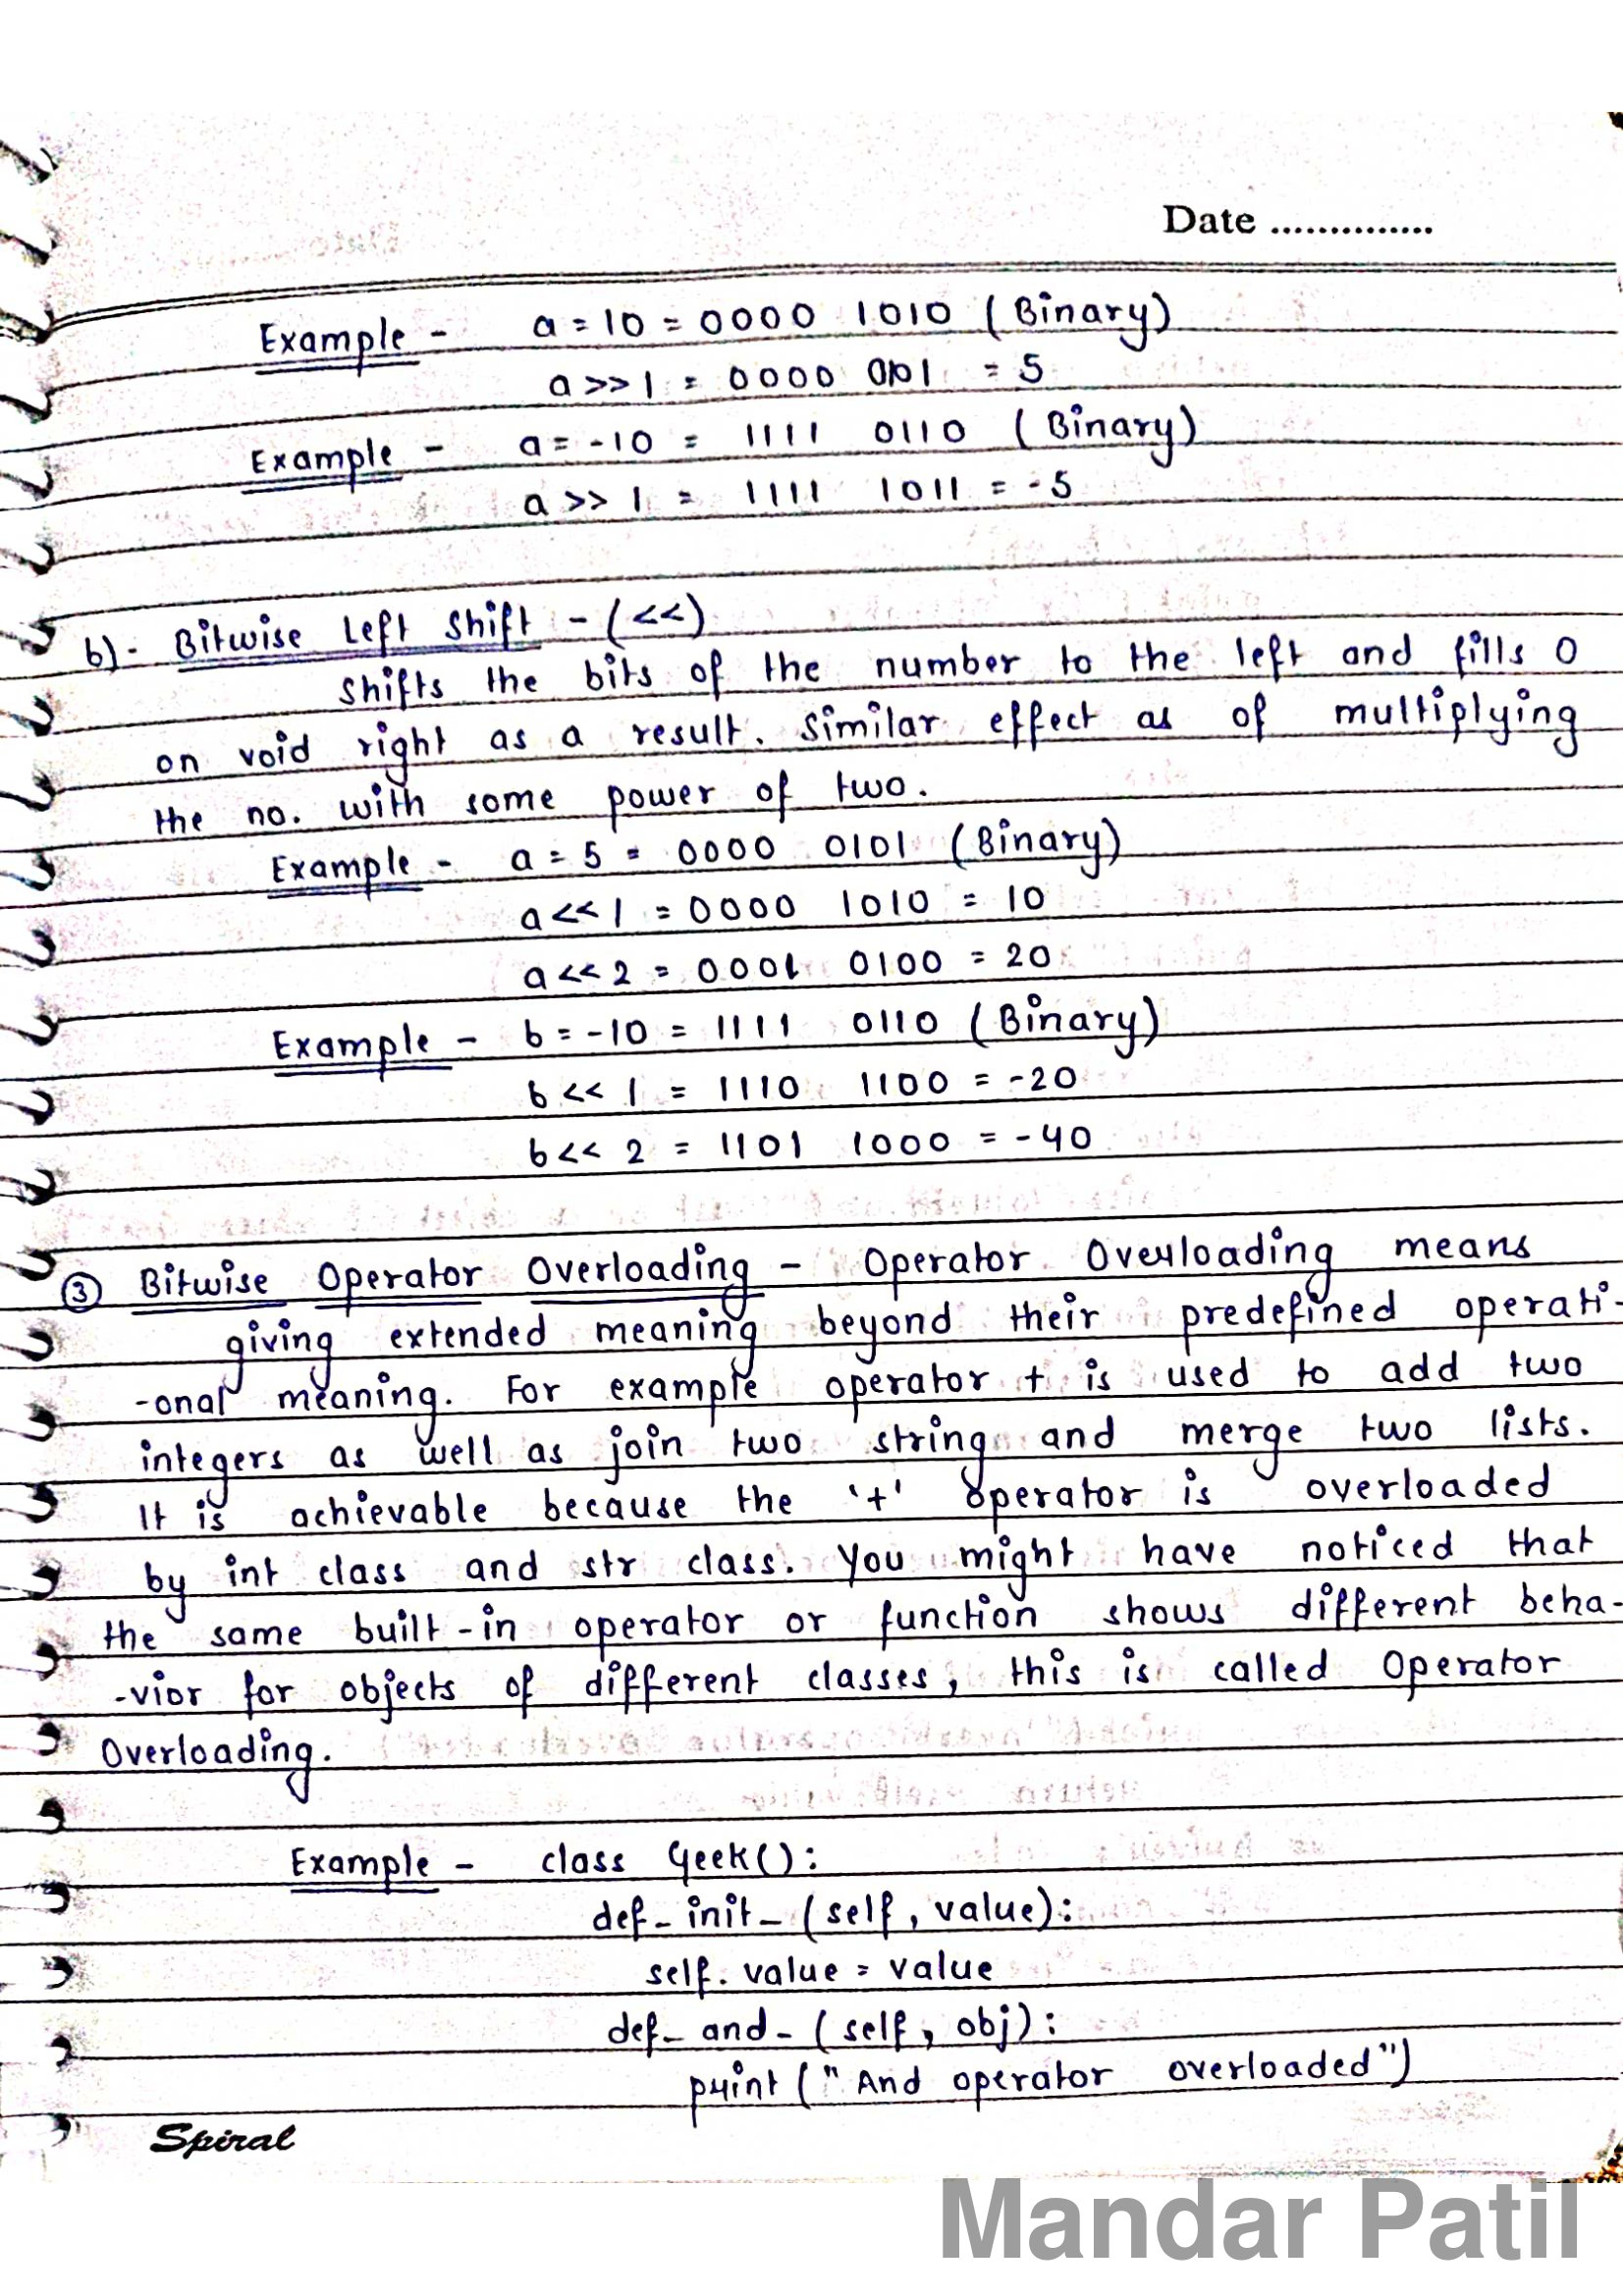 Date ..............
Example - a = 10 = 0000 1010 (Binary)
a >> 1 = 0000 0101 = 5
Example - a = -10 = 1111 0110 (Binary)
a >> 1 = 1111 1011 = -5
b)- Bitwise Left Shift - (<<)
Shifts the bits of the number to the left and fills 0
on void right as a result. Similar effect as of multiplying
the no. with some power of two.
Example - a = 5 = 0000 0101 (Binary)
a << 1 = 0000 1010 = 10
a << 2 = 0001 0100 = 20
Example - b = -10 = 1111 0110 (Binary)
b << 1 = 1110 1100 = -20
b << 2 = 1101 1000 = -40
③ Bitwise Operator Overloading - Operator Overloading means
giving extended meaning beyond their predefined operati-
-onal meaning. For example operator + is used to add two
integers as well as join two string and merge two lists.
It is achievable because the '+' operator is overloaded
by int class and str class. You might have noticed that
the same built-in operator or function shows different beha-
-vior for objects of different classes, this is called Operator
Overloading.
Example - class Geek():
def _ init _ (self, value):
self. value = value
def _ and _ (self, obj):
print ("And operator overloaded")
Spiral
Mandar Patil